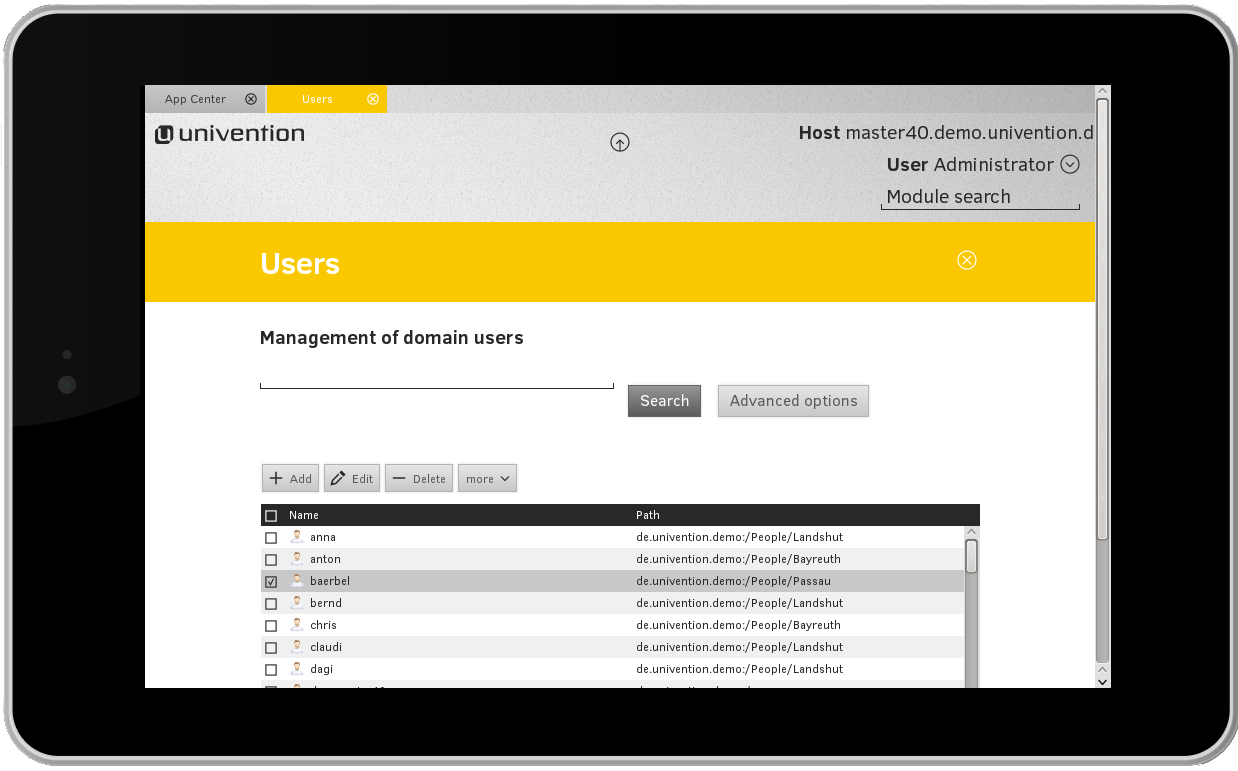 App Center Users
univention
Host master40.demo.univention.d
User Administrator
Module search
Users
Management of domain users
Search Advanced options
Add Edit Delete more
Name Path
anna de.univention.demo:/People/Landshut
anton de.univention.demo:/People/Bayreuth
baerbel de.univention.demo:/People/Passau
bernd de.univention.demo:/People/Landshut
chris de.univention.demo:/People/Bayreuth
claudi de.univention.demo:/People/Landshut
dagi de.univention.demo:/People/Landshut